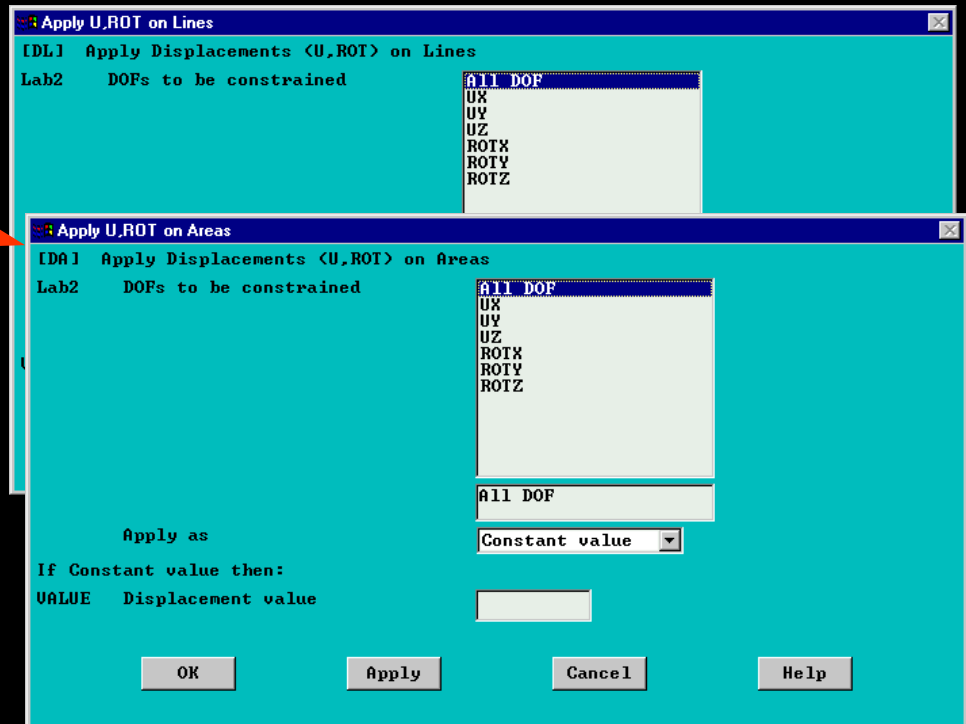 Apply U,ROT on Lines
[DL] Apply Displacements (U,ROT) on Lines
Lab2 DOFs to be constrained
All DOF
UX
UY
UZ
ROTX
ROTY
ROTZ
Apply U,ROT on Areas
[DA] Apply Displacements (U,ROT) on Areas
Lab2 DOFs to be constrained
All DOF
UX
UY
UZ
ROTX
ROTY
ROTZ
All DOF
Apply as Constant value
If Constant value then:
VALUE Displacement value
OK Apply Cancel Help